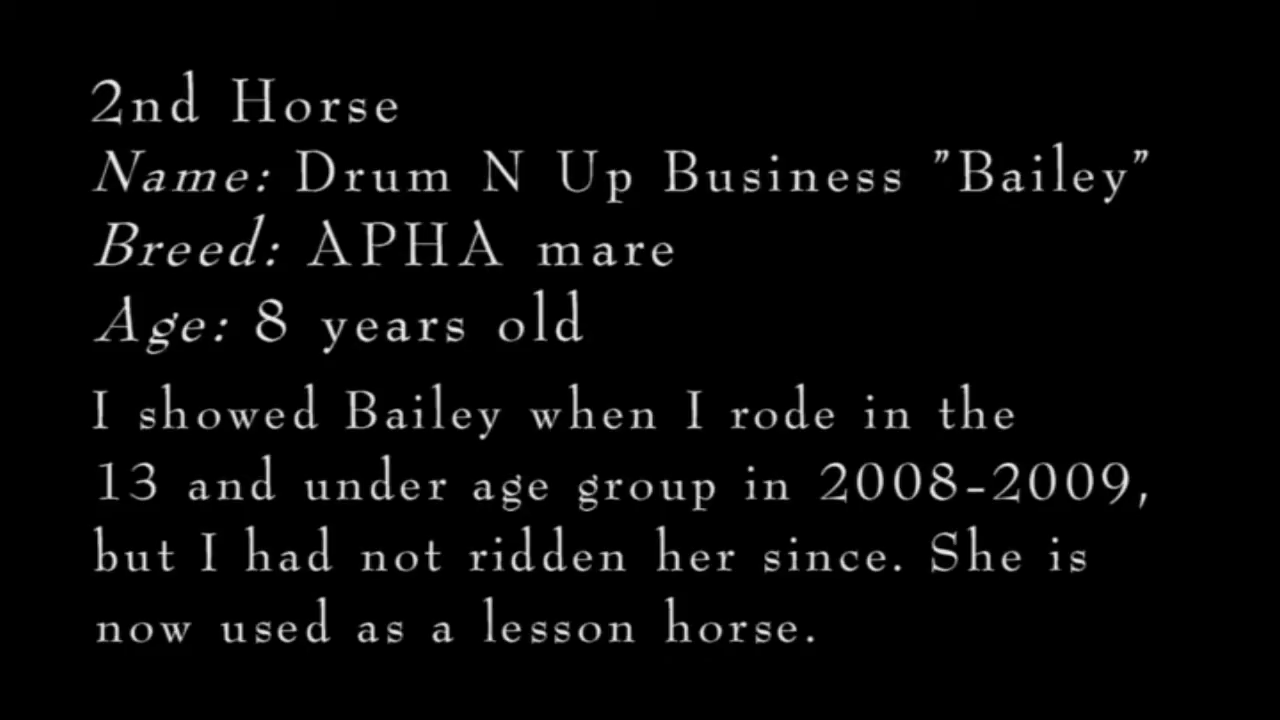 2nd Horse
Name: Drum N Up Business ”Bailey”
Breed: APHA mare
Age: 8 years old
I showed Bailey when I rode in the
13 and under age group in 2008-2009,
but I had not ridden her since. She is
now used as a lesson horse.